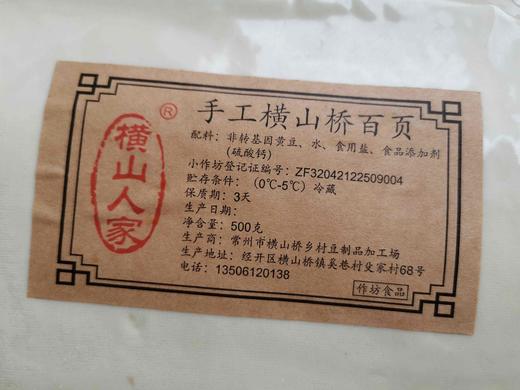 手工横山桥百页
横山人家
®
配料：非转基因黄豆、水、食用盐、食品添加剂
（硫酸钙）
小作坊登记证编号：ZF32042122509004
贮存条件：（0℃-5℃）冷藏
保质期：3天
生产日期：
净含量：500克
生产商：常州市横山桥乡村豆制品加工场
生产地址：经开区横山桥镇奚巷村殳家村68号
电话：13506120138
作坊食品